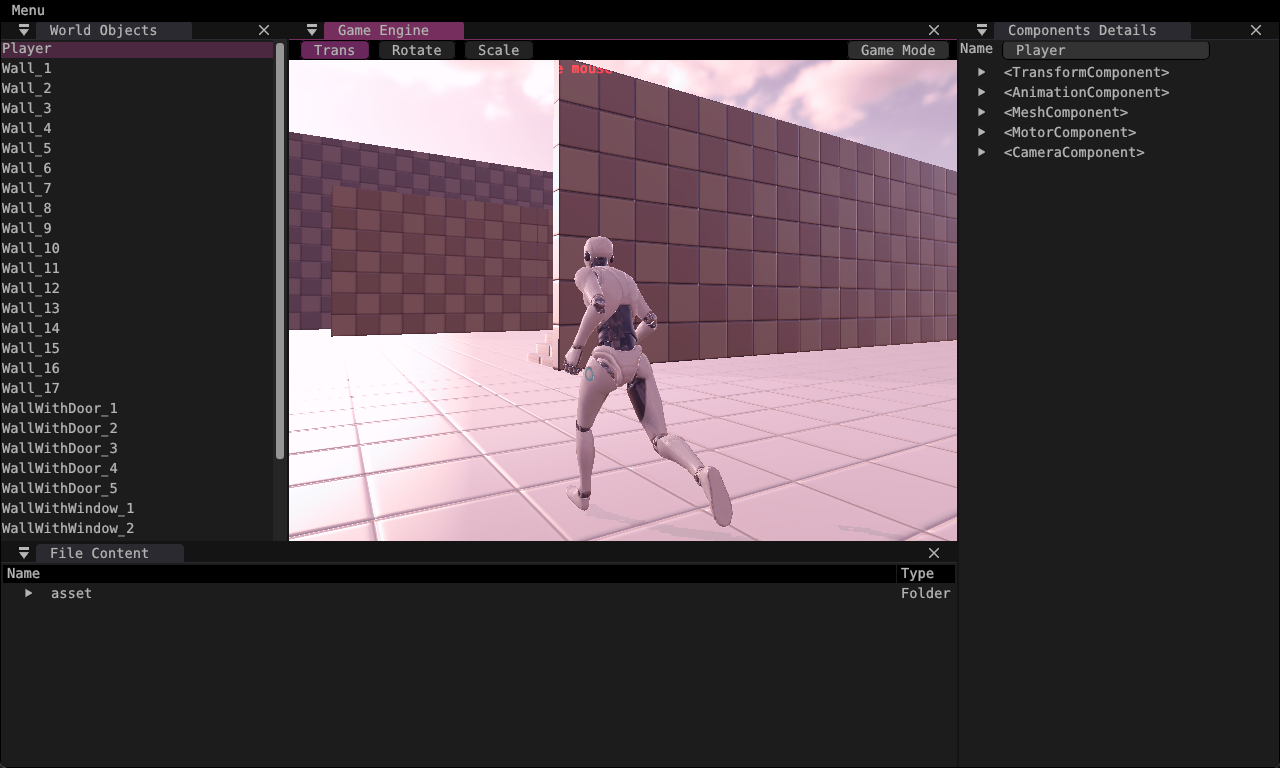 Menu
World Objects
Player
Wall_1
Wall_2
Wall_3
Wall_4
Wall_5
Wall_6
Wall_7
Wall_8
Wall_9
Wall_10
Wall_11
Wall_12
Wall_13
Wall_14
Wall_15
Wall_16
Wall_17
WallWithDoor_1
WallWithDoor_2
WallWithDoor_3
WallWithDoor_4
WallWithDoor_5
WallWithWindow_1
WallWithWindow_2
Game Engine
Trans Rotate Scale Game Mode
e mouse
Components Details
Name Player
<TransformComponent>
<AnimationComponent>
<MeshComponent>
<MotorComponent>
<CameraComponent>
File Content
Name Type
asset Folder